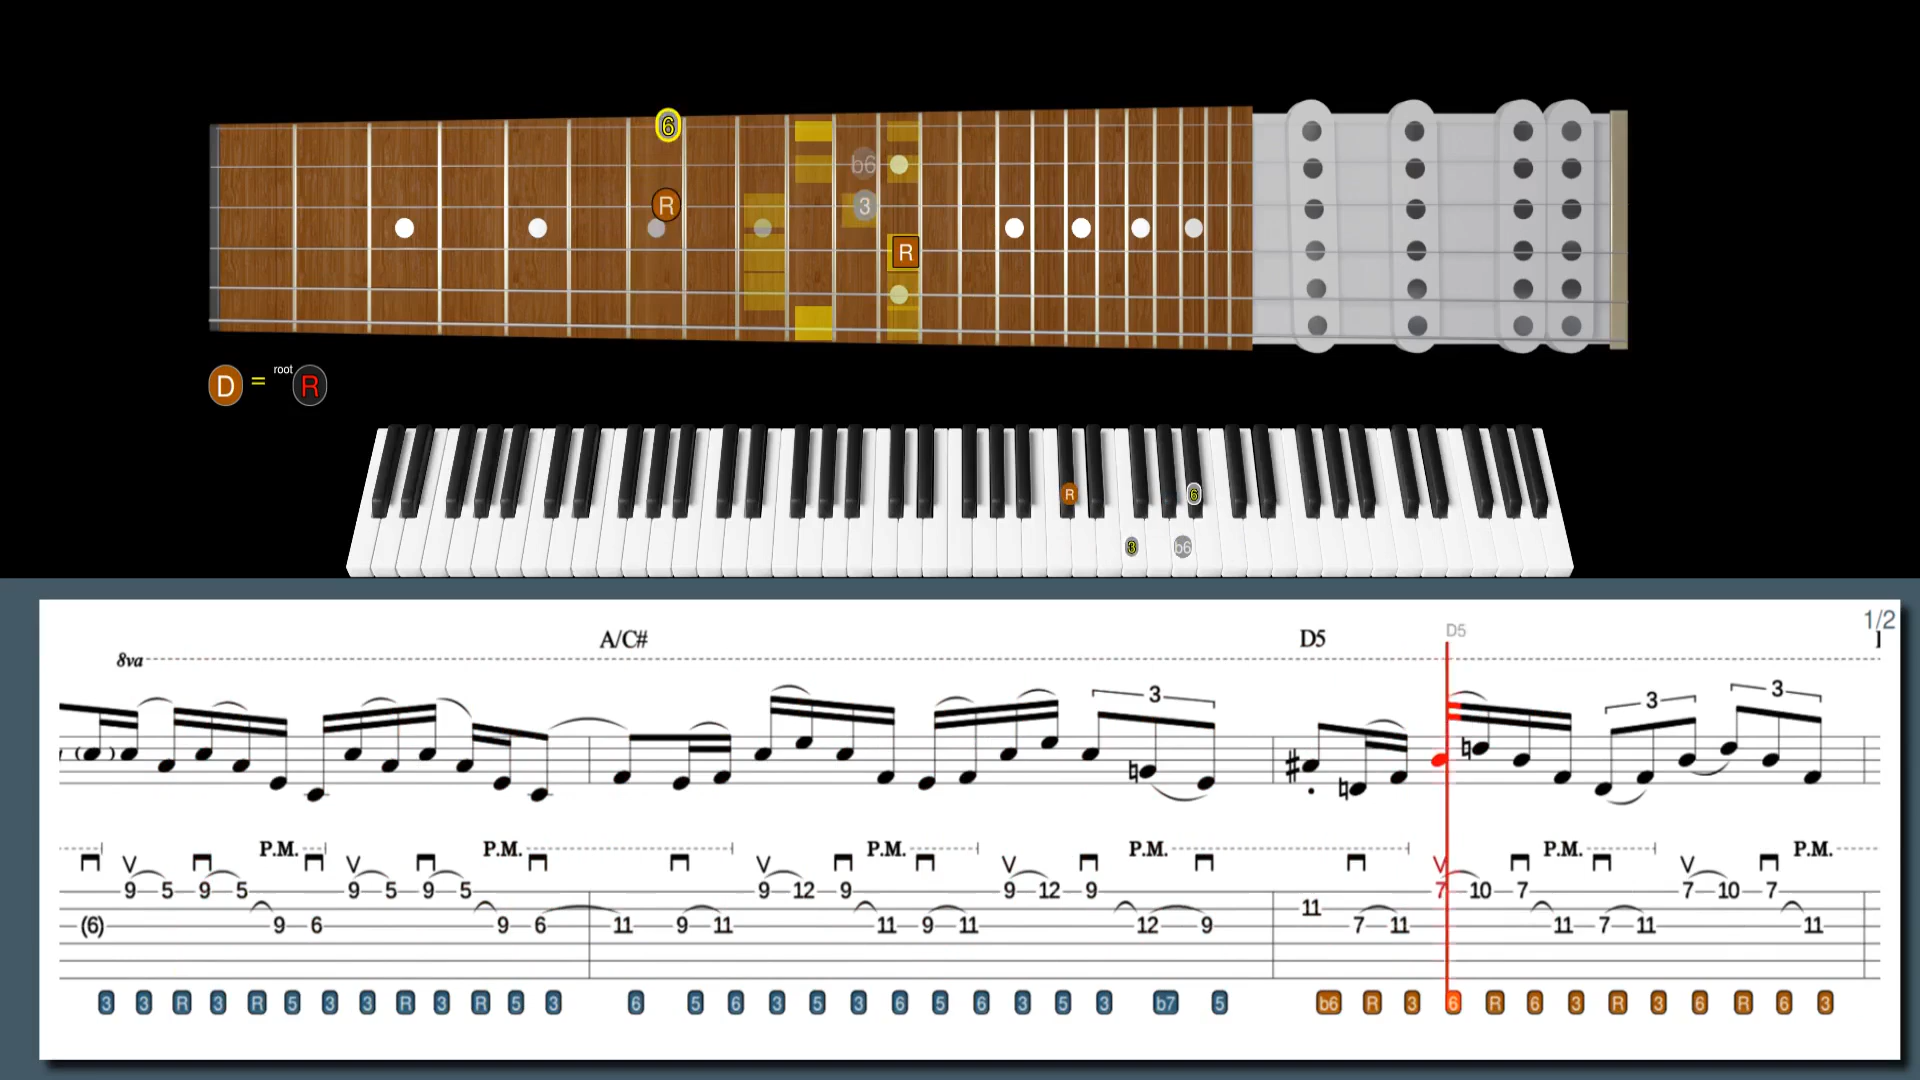 6
b6
R
3
R
D = root R
R
6
3
b6
1/2
A/C#
D5
D5
8va
3
3
3
P.M.
P.M.
P.M.
P.M.
P.M.
P.M.
9 5 9 5 9 5 9 5 9 12 9 9 12 9 7 10 7 7 10 7
11
(6) 9 6 9 6 11 9 11 11 9 11 12 9 7 11 11 7 11 11
3 3 R 3 R 5 3 3 R 3 R 5 3 6 5 6 3 5 3 6 5 6 3 5 3 b7 5 b6 R 3 6 R 6 3 R 3 6 R 6 3